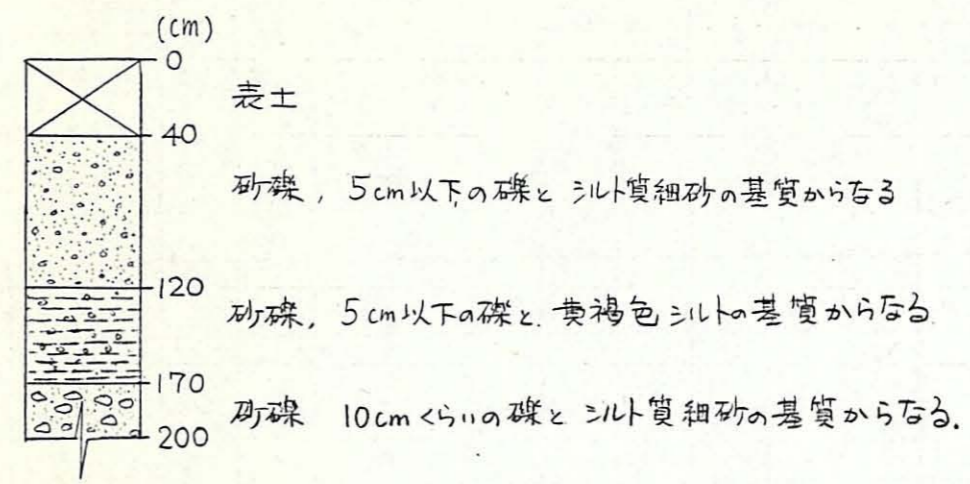 (cm)
0
表土
40
砂礫, 5cm以下の礫と シルト質細砂の基質からなる
120
砂礫, 5cm以下の礫と. 黄褐色シルトの基質からなる.
170
砂礫 10cmくらいの礫と シルト質細砂の基質からなる.
200